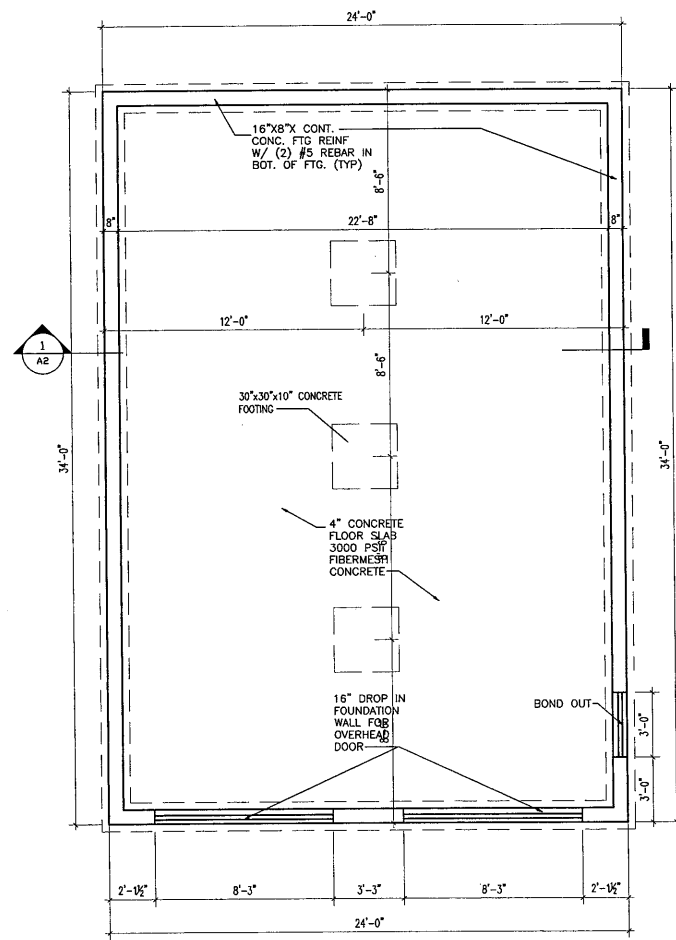 24'-0"
16"X8"X CONT.
CONC. FTG REINF
W/ (2) #5 REBAR IN
BOT. OF FTG. (TYP)
8'-6"
8"
22'-8"
8"
12'-0"
12'-0"
1
A2
8'-6"
30"x30"x10" CONCRETE
FOOTING
34'-0"
34'-0"
4" CONCRETE
FLOOR SLAB
3000 PSI
FIBERMESH
CONCRETE
8'-6"
16" DROP IN
FOUNDATION
WALL FOR
OVERHEAD
DOOR
BOND OUT
3'-0"
3'-0"
2'-1½"
8'-3"
3'-3"
8'-3"
2'-1½"
24'-0"